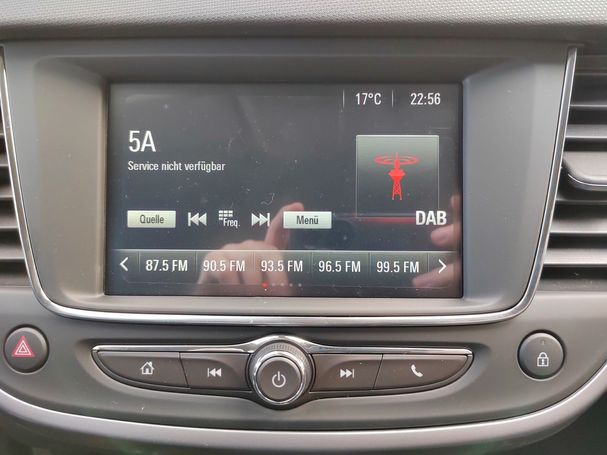 17°C 22:56
5A
Service nicht verfügbar
Quelle Freq. Menü DAB
87.5 FM 90.5 FM 93.5 FM 96.5 FM 99.5 FM